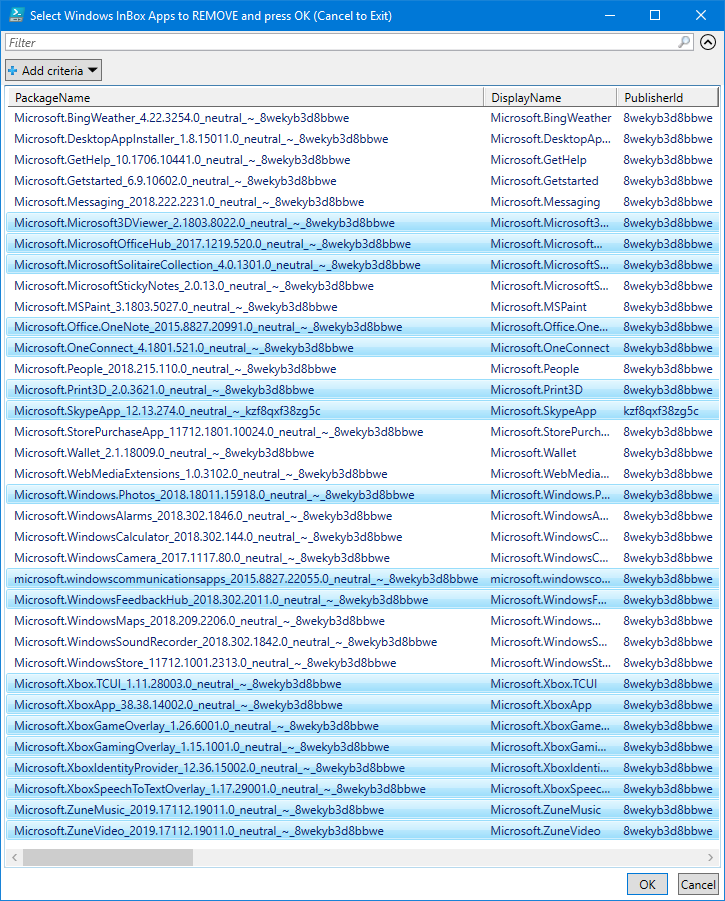 Select Windows InBox Apps to REMOVE and press OK (Cancel to Exit)
Filter
Add criteria
PackageName DisplayName PublisherId
Microsoft.BingWeather_4.22.3254.0_neutral_~_8wekyb3d8bbwe Microsoft.BingWeather 8wekyb3d8bbwe
Microsoft.DesktopAppInstaller_1.8.15011.0_neutral_~_8wekyb3d8bbwe Microsoft.DesktopAp... 8wekyb3d8bbwe
Microsoft.GetHelp_10.1706.10441.0_neutral_~_8wekyb3d8bbwe Microsoft.GetHelp 8wekyb3d8bbwe
Microsoft.Getstarted_6.9.10602.0_neutral_~_8wekyb3d8bbwe Microsoft.Getstarted 8wekyb3d8bbwe
Microsoft.Messaging_2018.222.2231.0_neutral_~_8wekyb3d8bbwe Microsoft.Messaging 8wekyb3d8bbwe
Microsoft.Microsoft3DViewer_2.1803.8022.0_neutral_~_8wekyb3d8bbwe Microsoft.Microsoft3... 8wekyb3d8bbwe
Microsoft.MicrosoftOfficeHub_2017.1219.520.0_neutral_~_8wekyb3d8bbwe Microsoft.Microsoft... 8wekyb3d8bbwe
Microsoft.MicrosoftSolitaireCollection_4.0.1301.0_neutral_~_8wekyb3d8bbwe Microsoft.MicrosoftS... 8wekyb3d8bbwe
Microsoft.MicrosoftStickyNotes_2.0.13.0_neutral_~_8wekyb3d8bbwe Microsoft.MicrosoftS... 8wekyb3d8bbwe
Microsoft.MSPaint_3.1803.5027.0_neutral_~_8wekyb3d8bbwe Microsoft.MSPaint 8wekyb3d8bbwe
Microsoft.Office.OneNote_2015.8827.20991.0_neutral_~_8wekyb3d8bbwe Microsoft.Office.One... 8wekyb3d8bbwe
Microsoft.OneConnect_4.1801.521.0_neutral_~_8wekyb3d8bbwe Microsoft.OneConnect 8wekyb3d8bbwe
Microsoft.People_2018.215.110.0_neutral_~_8wekyb3d8bbwe Microsoft.People 8wekyb3d8bbwe
Microsoft.Print3D_2.0.3621.0_neutral_~_8wekyb3d8bbwe Microsoft.Print3D 8wekyb3d8bbwe
Microsoft.SkypeApp_12.13.274.0_neutral_~_kzf8qxf38zg5c Microsoft.SkypeApp kzf8qxf38zg5c
Microsoft.StorePurchaseApp_11712.1801.10024.0_neutral_~_8wekyb3d8bbwe Microsoft.StorePurch... 8wekyb3d8bbwe
Microsoft.Wallet_2.1.18009.0_neutral_~_8wekyb3d8bbwe Microsoft.Wallet 8wekyb3d8bbwe
Microsoft.WebMediaExtensions_1.0.3102.0_neutral_~_8wekyb3d8bbwe Microsoft.WebMedia... 8wekyb3d8bbwe
Microsoft.Windows.Photos_2018.18011.15918.0_neutral_~_8wekyb3d8bbwe Microsoft.Windows.P... 8wekyb3d8bbwe
Microsoft.WindowsAlarms_2018.302.1846.0_neutral_~_8wekyb3d8bbwe Microsoft.WindowsA... 8wekyb3d8bbwe
Microsoft.WindowsCalculator_2018.302.144.0_neutral_~_8wekyb3d8bbwe Microsoft.WindowsC... 8wekyb3d8bbwe
Microsoft.WindowsCamera_2017.1117.80.0_neutral_~_8wekyb3d8bbwe Microsoft.WindowsC... 8wekyb3d8bbwe
microsoft.windowscommunicationsapps_2015.8827.22055.0_neutral_~_8wekyb3d8bbwe microsoft.windowsco... 8wekyb3d8bbwe
Microsoft.WindowsFeedbackHub_2018.302.2011.0_neutral_~_8wekyb3d8bbwe Microsoft.WindowsF... 8wekyb3d8bbwe
Microsoft.WindowsMaps_2018.209.2206.0_neutral_~_8wekyb3d8bbwe Microsoft.Windows... 8wekyb3d8bbwe
Microsoft.WindowsSoundRecorder_2018.302.1842.0_neutral_~_8wekyb3d8bbwe Microsoft.WindowsS... 8wekyb3d8bbwe
Microsoft.WindowsStore_11712.1001.2313.0_neutral_~_8wekyb3d8bbwe Microsoft.WindowsSt... 8wekyb3d8bbwe
Microsoft.Xbox.TCUI_1.11.28003.0_neutral_~_8wekyb3d8bbwe Microsoft.Xbox.TCUI 8wekyb3d8bbwe
Microsoft.XboxApp_38.38.14002.0_neutral_~_8wekyb3d8bbwe Microsoft.XboxApp 8wekyb3d8bbwe
Microsoft.XboxGameOverlay_1.26.6001.0_neutral_~_8wekyb3d8bbwe Microsoft.XboxGame... 8wekyb3d8bbwe
Microsoft.XboxGamingOverlay_1.15.1001.0_neutral_~_8wekyb3d8bbwe Microsoft.XboxGami... 8wekyb3d8bbwe
Microsoft.XboxIdentityProvider_12.36.15002.0_neutral_~_8wekyb3d8bbwe Microsoft.XboxIdenti... 8wekyb3d8bbwe
Microsoft.XboxSpeechToTextOverlay_1.17.29001.0_neutral_~_8wekyb3d8bbwe Microsoft.XboxSpeec... 8wekyb3d8bbwe
Microsoft.ZuneMusic_2019.17112.19011.0_neutral_~_8wekyb3d8bbwe Microsoft.ZuneMusic 8wekyb3d8bbwe
Microsoft.ZuneVideo_2019.17112.19011.0_neutral_~_8wekyb3d8bbwe Microsoft.ZuneVideo 8wekyb3d8bbwe
OK Cancel